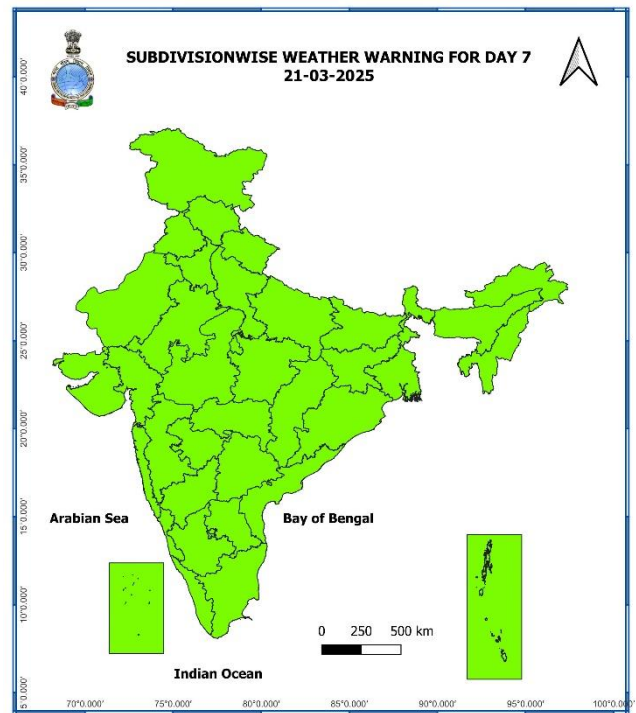 SUBDIVISIONWISE WEATHER WARNING FOR DAY 7
21-03-2025
40°0.000'
35°0.000'
30°0.000'
25°0.000'
20°0.000'
15°0.000'
10°0.000'
5°0.000'
Arabian Sea
Bay of Bengal
0 250 500 km
Indian Ocean
70°0.000' 75°0.000' 80°0.000' 85°0.000' 90°0.000' 95°0.000' 100°0.000'